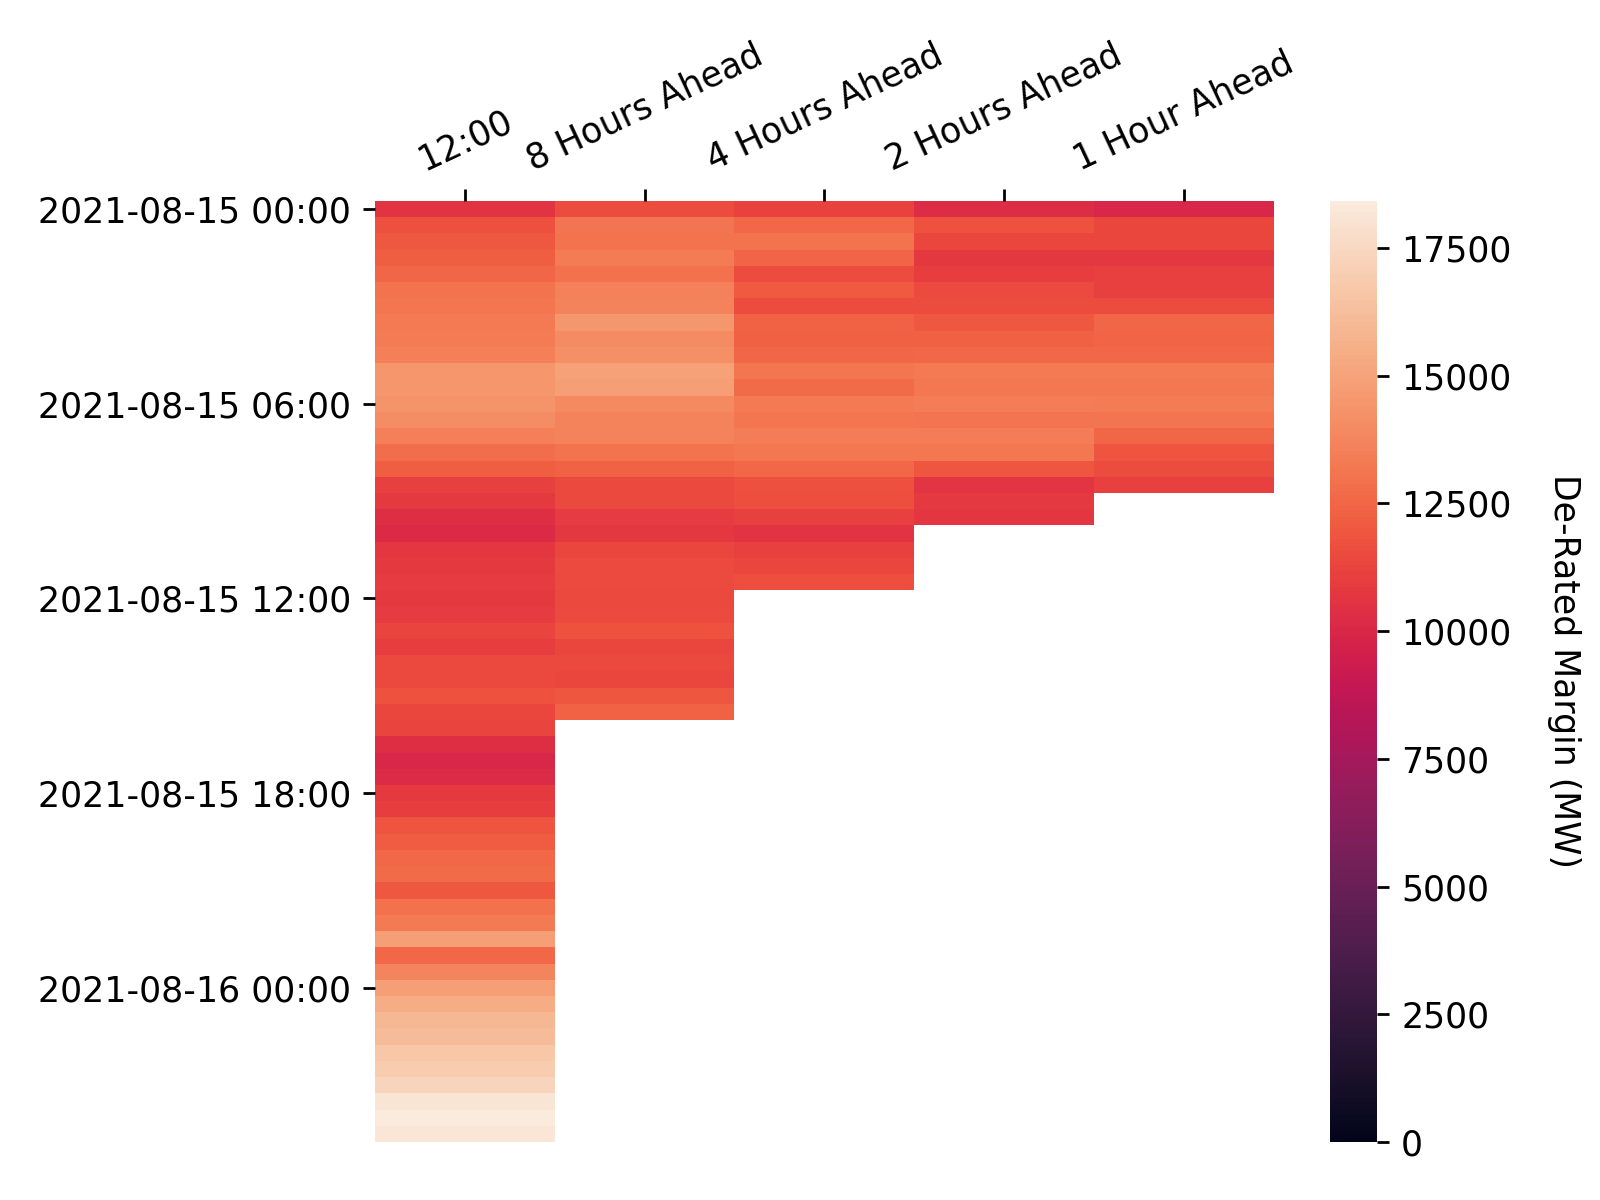 12:00
8 Hours Ahead
4 Hours Ahead
2 Hours Ahead
1 Hour Ahead
2021-08-15 00:00
2021-08-15 06:00
2021-08-15 12:00
2021-08-15 18:00
2021-08-16 00:00
17500
15000
12500
10000
7500
5000
2500
0
De-Rated Margin (MW)